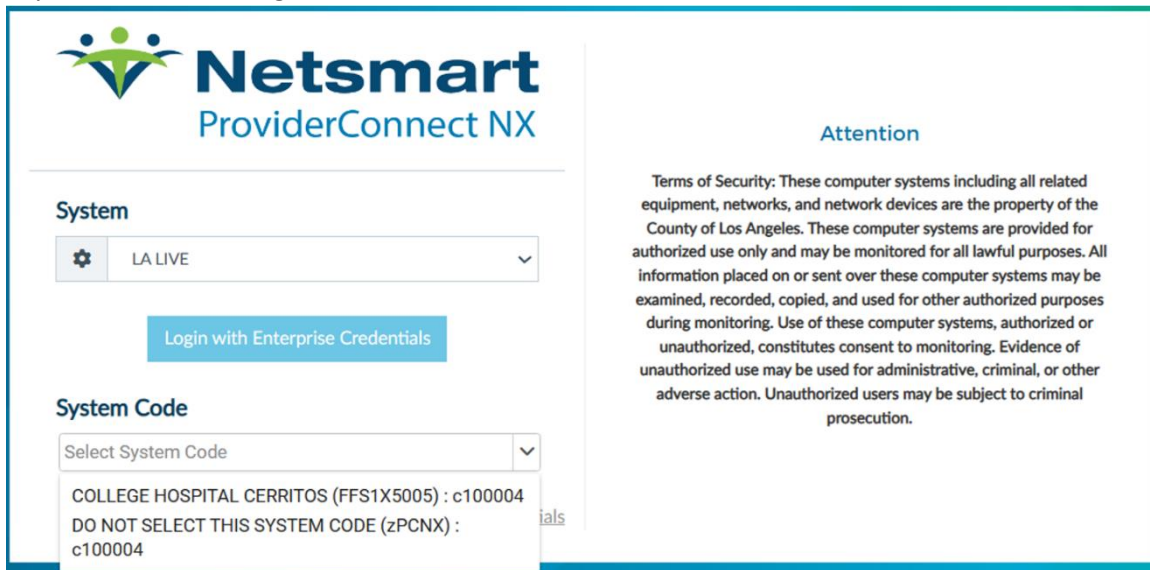 Netsmart
ProviderConnect NX
System
LA LIVE
Login with Enterprise Credentials
System Code
Select System Code
COLLEGE HOSPITAL CERRITOS (FFS1X5005) : c100004
DO NOT SELECT THIS SYSTEM CODE (zPCNX) :
c100004
Attention
Terms of Security: These computer systems including all related
equipment, networks, and network devices are the property of the
County of Los Angeles. These computer systems are provided for
authorized use only and may be monitored for all lawful purposes. All
information placed on or sent over these computer systems may be
examined, recorded, copied, and used for other authorized purposes
during monitoring. Use of these computer systems, authorized or
unauthorized, constitutes consent to monitoring. Evidence of
unauthorized use may be used for administrative, criminal, or other
adverse action. Unauthorized users may be subject to criminal
prosecution.